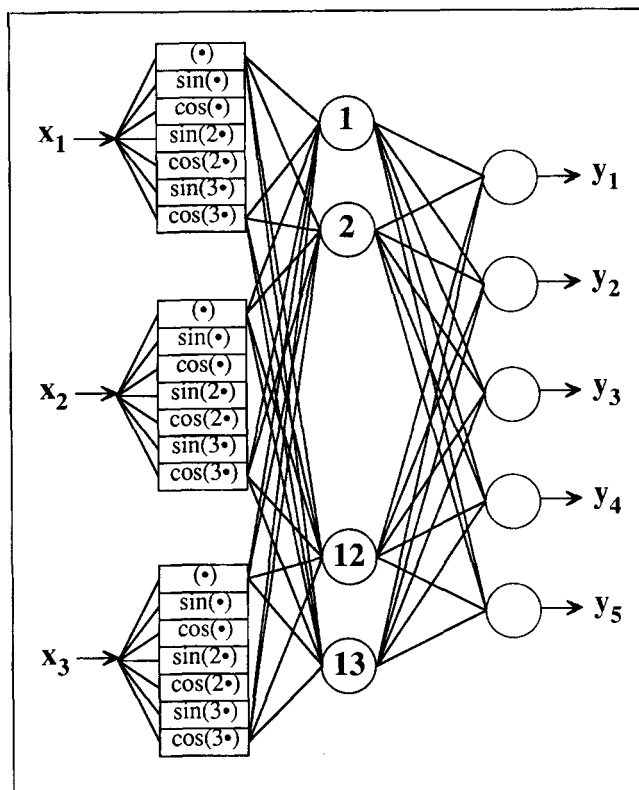 x₁
(•)
sin(•)
cos(•)
sin(2•)
cos(2•)
sin(3•)
cos(3•)
x₂
(•)
sin(•)
cos(•)
sin(2•)
cos(2•)
sin(3•)
cos(3•)
x₃
(•)
sin(•)
cos(•)
sin(2•)
cos(2•)
sin(3•)
cos(3•)
1
2
12
13
y₁
y₂
y₃
y₄
y₅